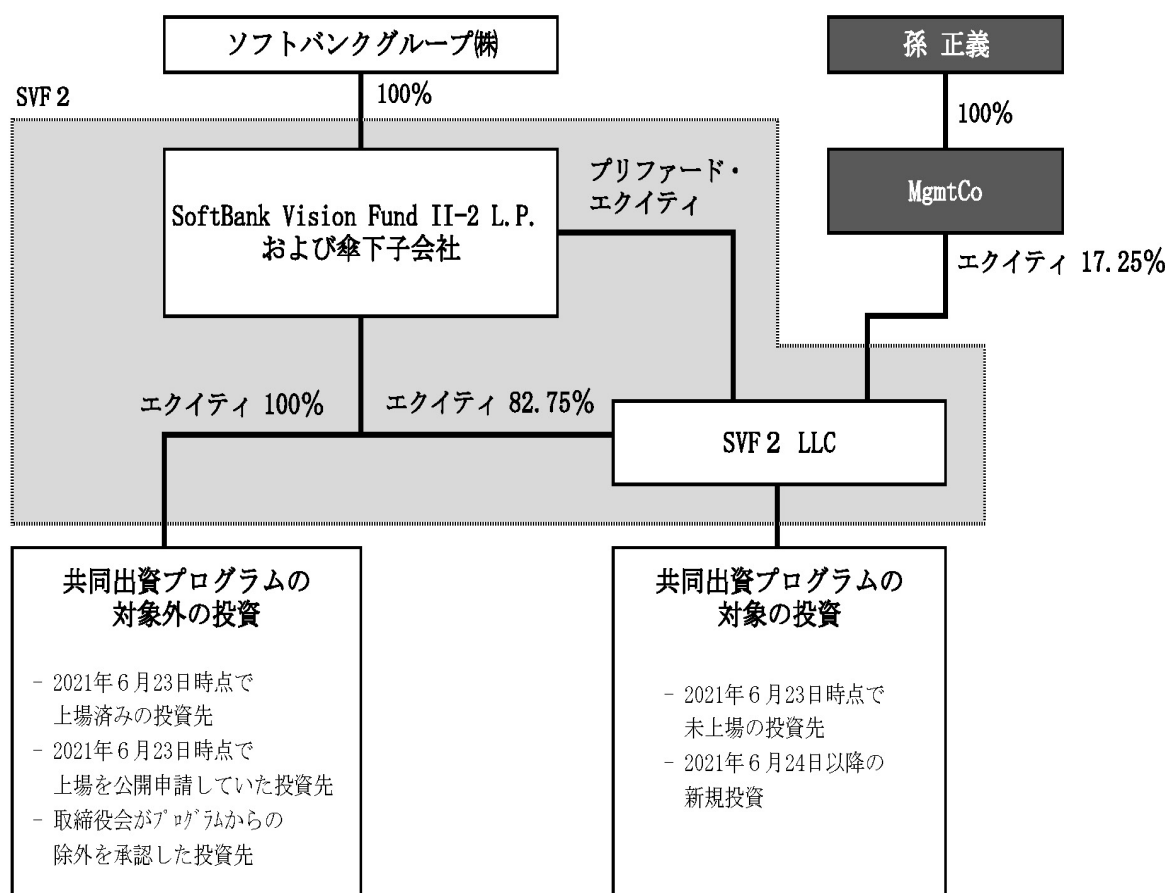 ソフトバンクグループ㈱
孫 正義
SVF 2
100%
100%
プリファード・
エクイティ
MgmtCo
SoftBank Vision Fund II-2 L.P.
および傘下子会社
エクイティ 17.25%
エクイティ 100%
エクイティ 82.75%
SVF 2 LLC
共同出資プログラムの
対象外の投資
- 2021年6月23日時点で
上場済みの投資先
- 2021年6月23日時点で
上場を公開申請していた投資先
- 取締役会がﾌﾟﾛｸﾞﾗﾑからの
除外を承認した投資先
共同出資プログラムの
対象の投資
- 2021年6月23日時点で
未上場の投資先
- 2021年6月24日以降の
新規投資